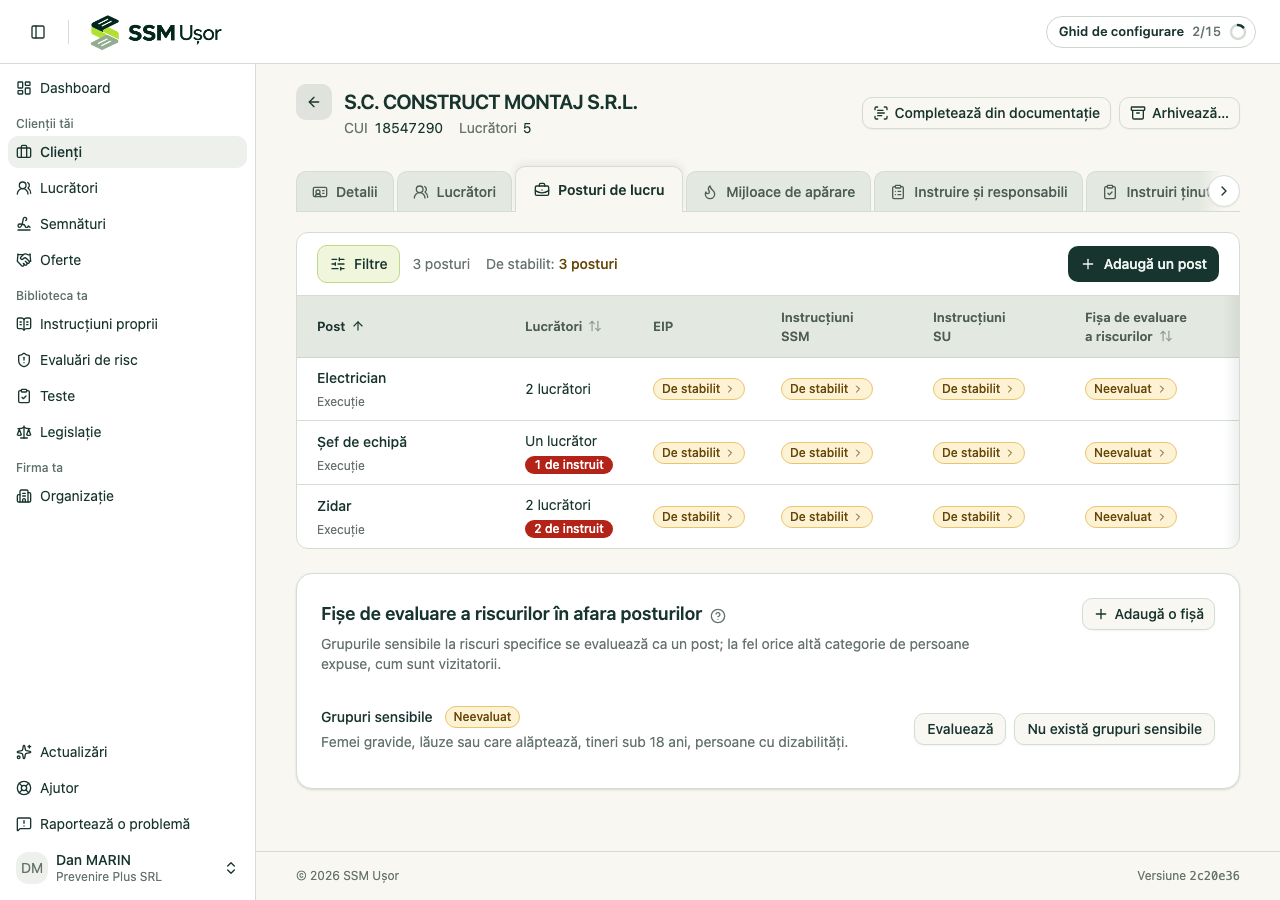 SSM Ușor
Ghid de configurare 2/15
Dashboard
Clienții tăi
Clienți
Lucrători
Semnături
Oferte
Biblioteca ta
Instrucțiuni proprii
Evaluări de risc
Teste
Legislație
Firma ta
Organizație
Actualizări
Ajutor
Raportează o problemă
DM
Dan MARIN
Prevenire Plus SRL
S.C. CONSTRUCT MONTAJ S.R.L.
CUI 18547290 Lucrători 5
Completează din documentație
Arhivează...
Detalii
Lucrători
Posturi de lucru
Mijloace de apărare
Instruire și responsabili
Instruiri
Filtre
3 posturi
De stabilit: 3 posturi
Adaugă un post
Post
Lucrători
EIP
Instrucțiuni
SSM
Instrucțiuni
SU
Fișa de evaluare
a riscurilor
Electrician
Execuție
2 lucrători
De stabilit
De stabilit
De stabilit
Neevaluat
Șef de echipă
Execuție
Un lucrător
1 de instruit
De stabilit
De stabilit
De stabilit
Neevaluat
Zidar
Execuție
2 lucrători
2 de instruit
De stabilit
De stabilit
De stabilit
Neevaluat
Fișe de evaluare a riscurilor în afara posturilor
Adaugă o fișă
Grupurile sensibile la riscuri specifice se evaluează ca un post; la fel orice altă categorie de persoane
expuse, cum sunt vizitatorii.
Grupuri sensibile
Neevaluat
Femei gravide, lăuze sau care alăptează, tineri sub 18 ani, persoane cu dizabilități.
Evaluează
Nu există grupuri sensibile
© 2026 SSM Ușor
Versiune 2c20e36